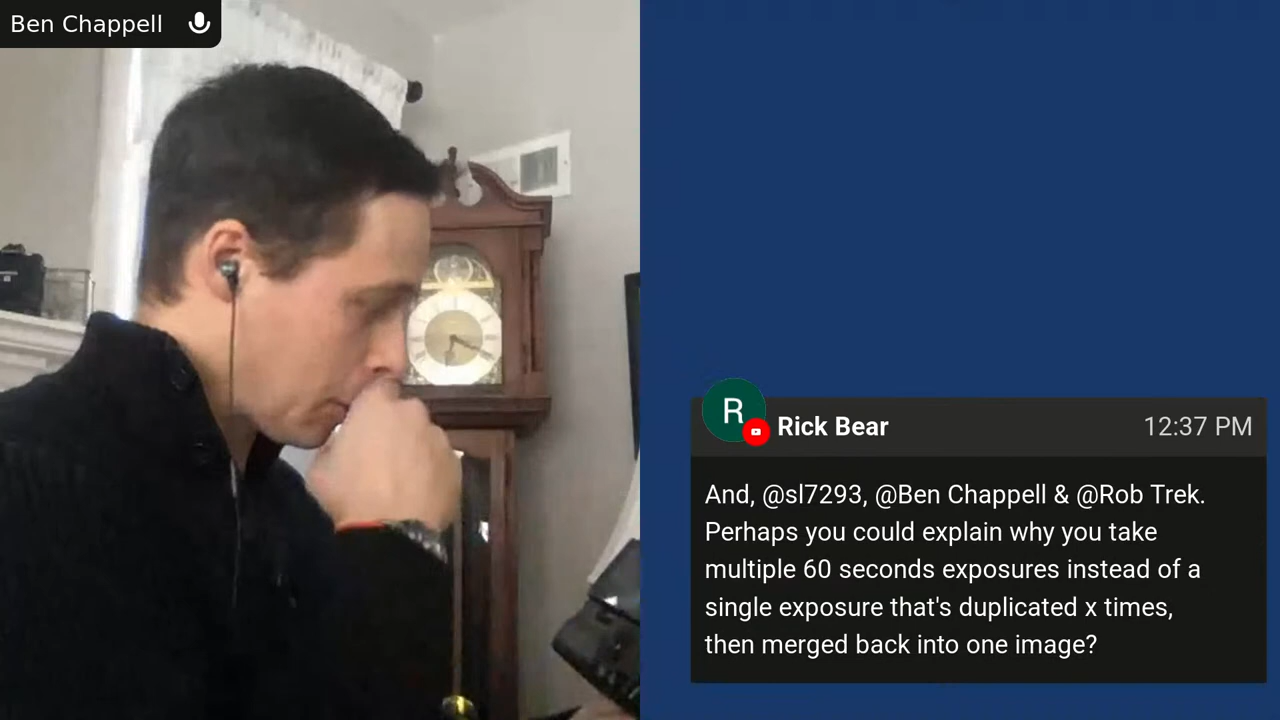 Ben Chappell
R
Rick Bear
12:37 PM
And, @sl7293, @Ben Chappell & @Rob Trek.
Perhaps you could explain why you take
multiple 60 seconds exposures instead of a
single exposure that's duplicated x times,
then merged back into one image?